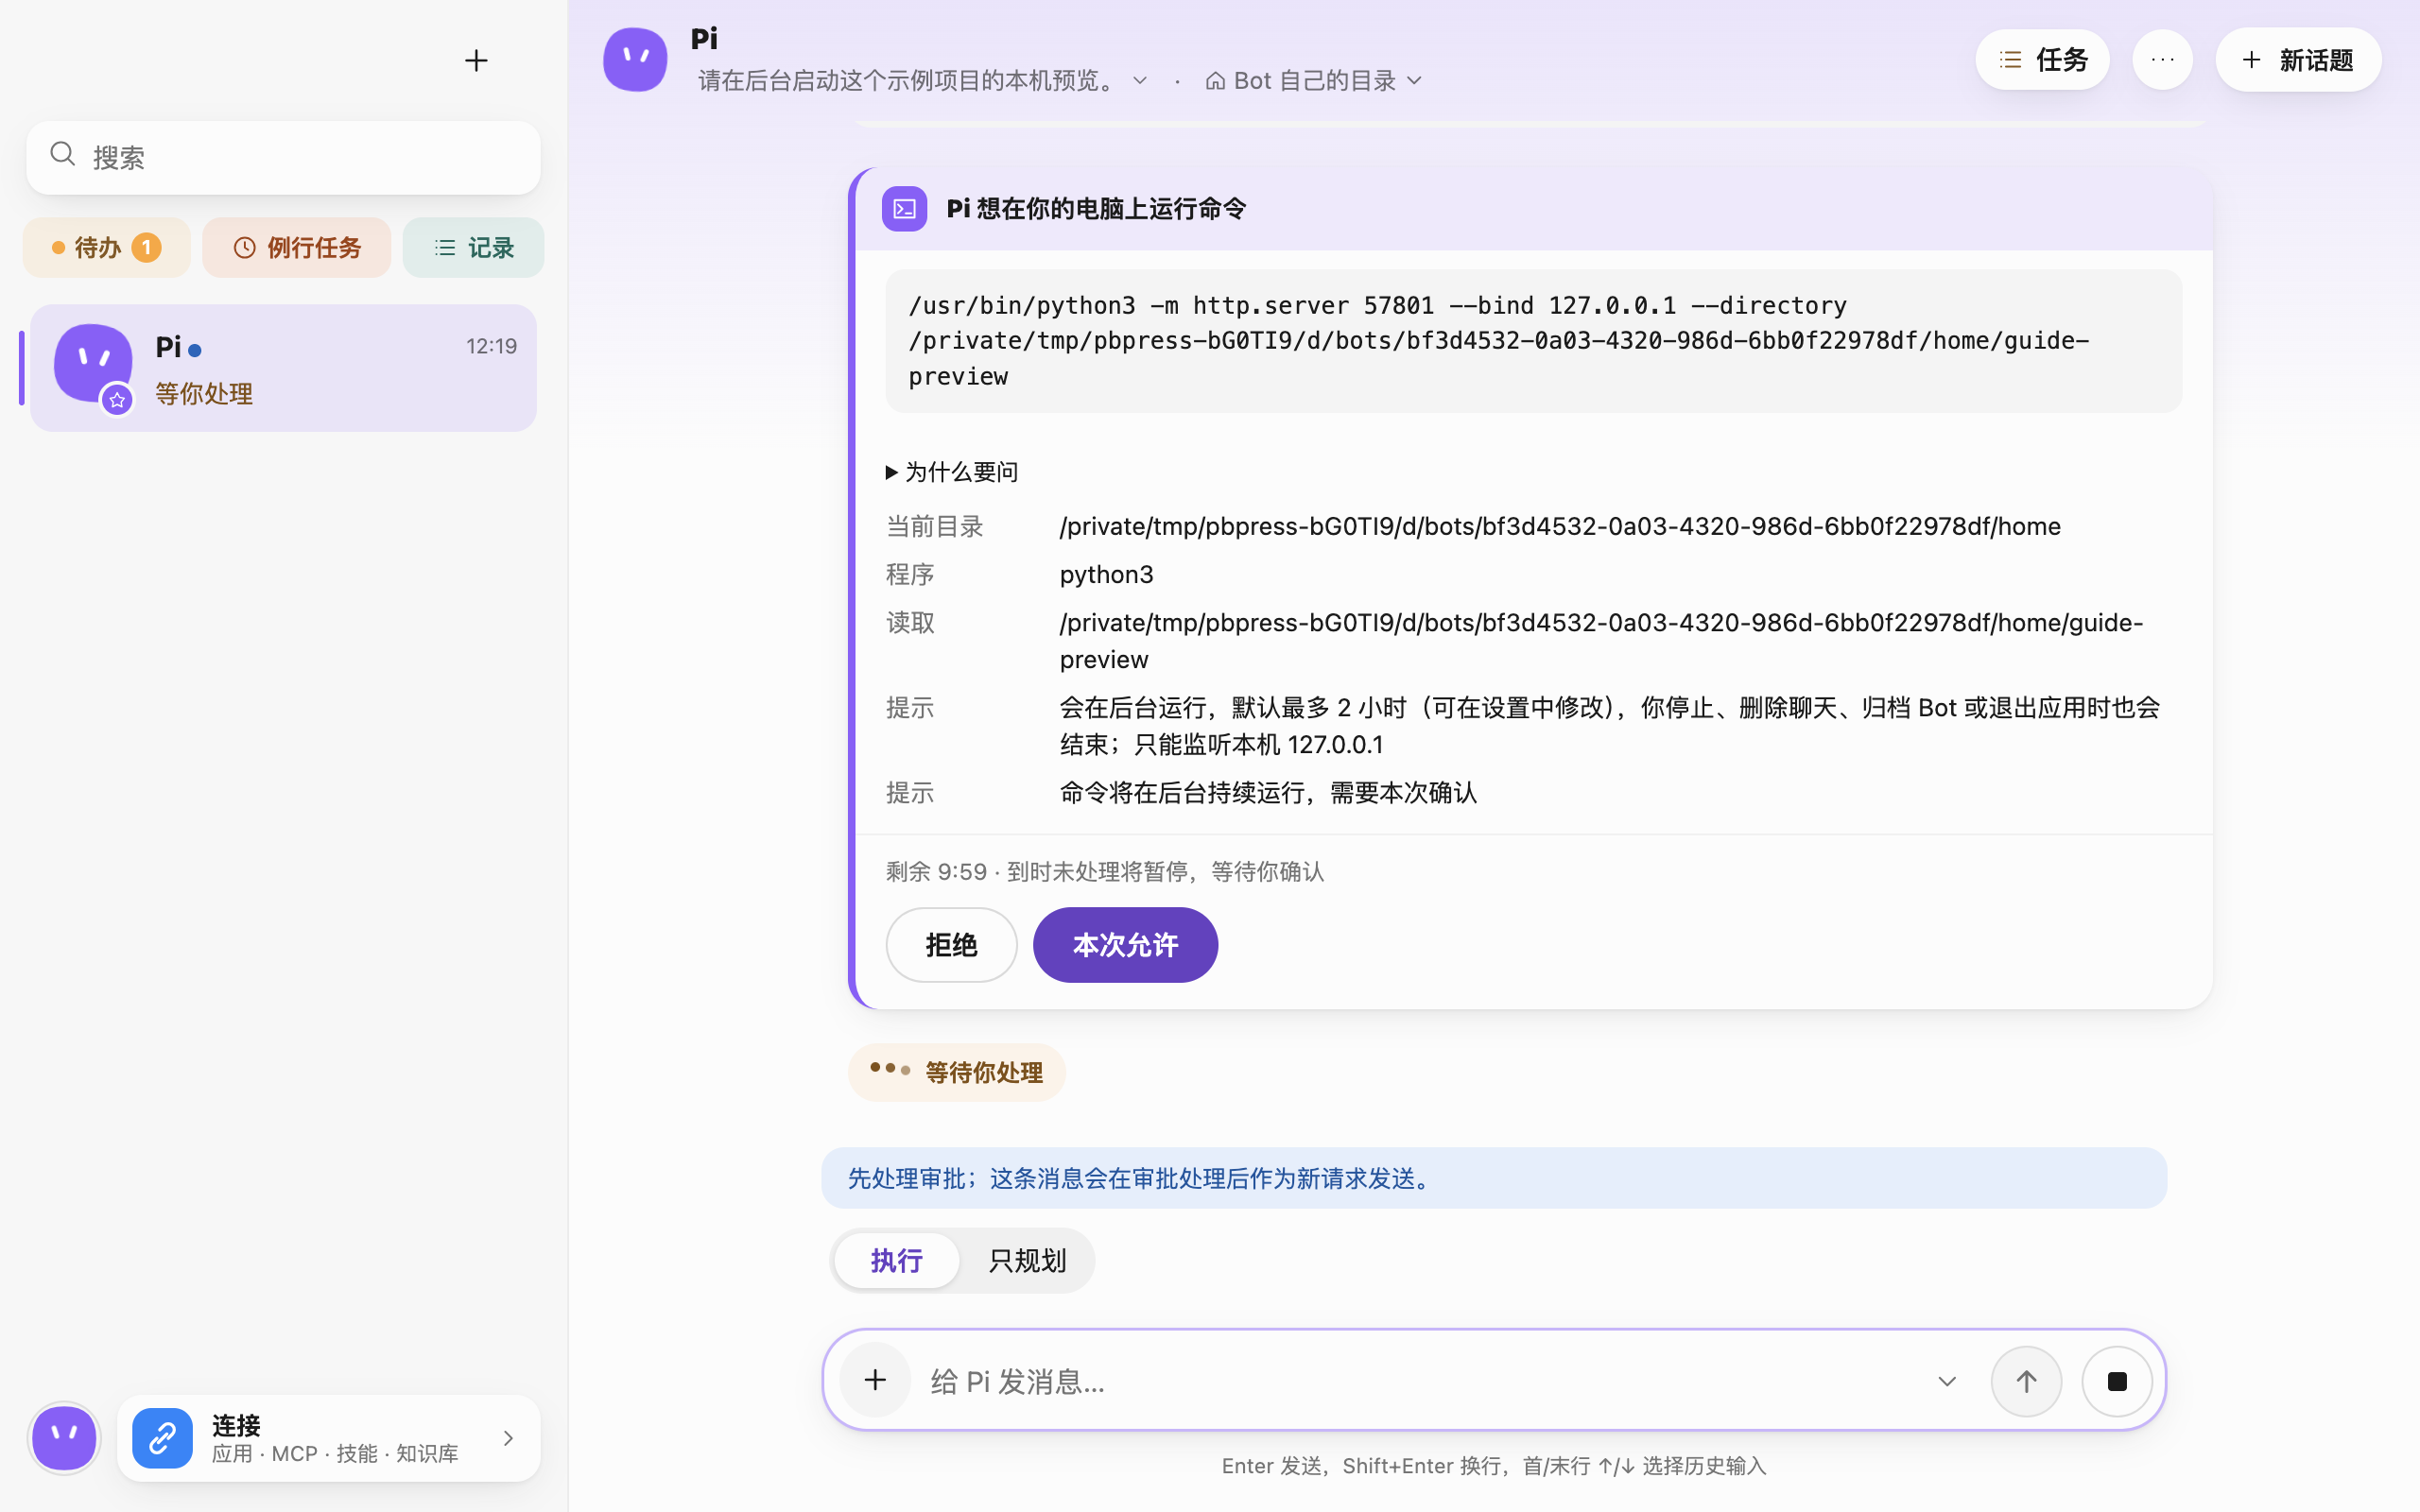 搜索
待办 1
例行任务
记录
Pi
12:19
等你处理
连接
应用 · MCP · 技能 · 知识库
Pi
请在后台启动这个示例项目的本机预览。 · Bot 自己的目录
任务
···
新话题
Pi 想在你的电脑上运行命令
/usr/bin/python3 -m http.server 57801 --bind 127.0.0.1 --directory
/private/tmp/pbpress-bG0TI9/d/bots/bf3d4532-0a03-4320-986d-6bb0f22978df/home/guide-
preview
为什么要问
当前目录 /private/tmp/pbpress-bG0TI9/d/bots/bf3d4532-0a03-4320-986d-6bb0f22978df/home
程序 python3
读取 /private/tmp/pbpress-bG0TI9/d/bots/bf3d4532-0a03-4320-986d-6bb0f22978df/home/guide-
preview
提示 会在后台运行，默认最多 2 小时（可在设置中修改），你停止、删除聊天、归档 Bot 或退出应用时也会
结束；只能监听本机 127.0.0.1
提示 命令将在后台持续运行，需要本次确认
剩余 9:59 · 到时未处理将暂停，等待你确认
拒绝
本次允许
等待你处理
先处理审批；这条消息会在审批处理后作为新请求发送。
执行
只规划
给 Pi 发消息...
Enter 发送，Shift+Enter 换行，首/末行 ↑/↓ 选择历史输入